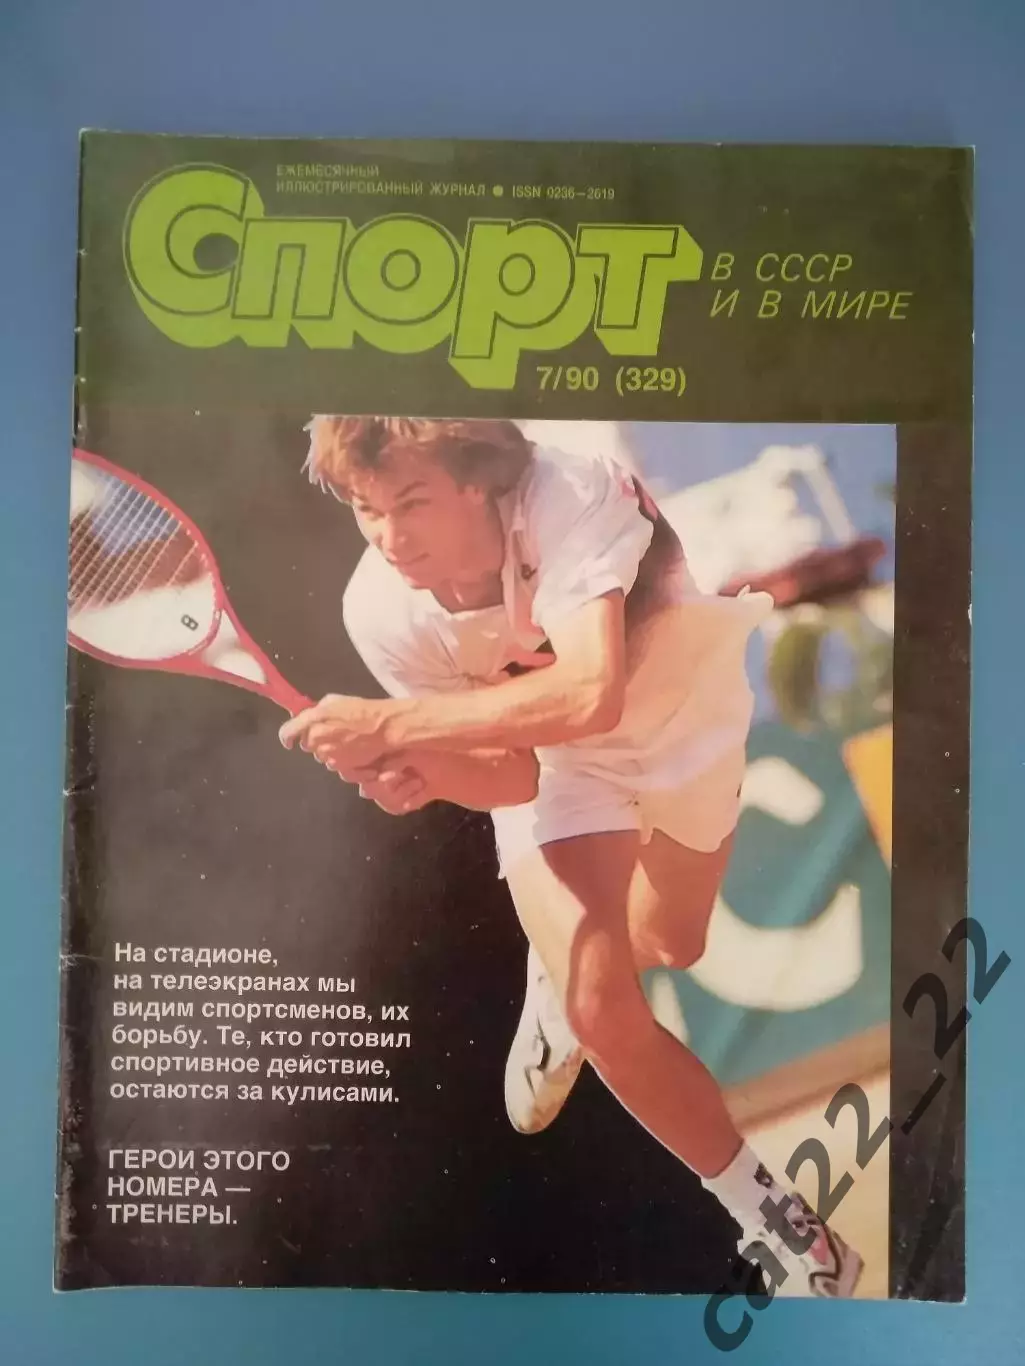 ЕЖЕМЕСЯЧНЫЙ
ИЛЛЮСТРИРОВАННЫЙ ЖУРНАЛ ● ISSN 0236-2619
Спорт
В СССР
И В МИРЕ
7/90 (329)
На стадионе,
на телеэкранах мы
видим спортсменов, их
борьбу. Те, кто готовил
спортивное действие,
остаются за кулисами.
ГЕРОИ ЭТОГО
НОМЕРА —
ТРЕНЕРЫ.
cat22_22